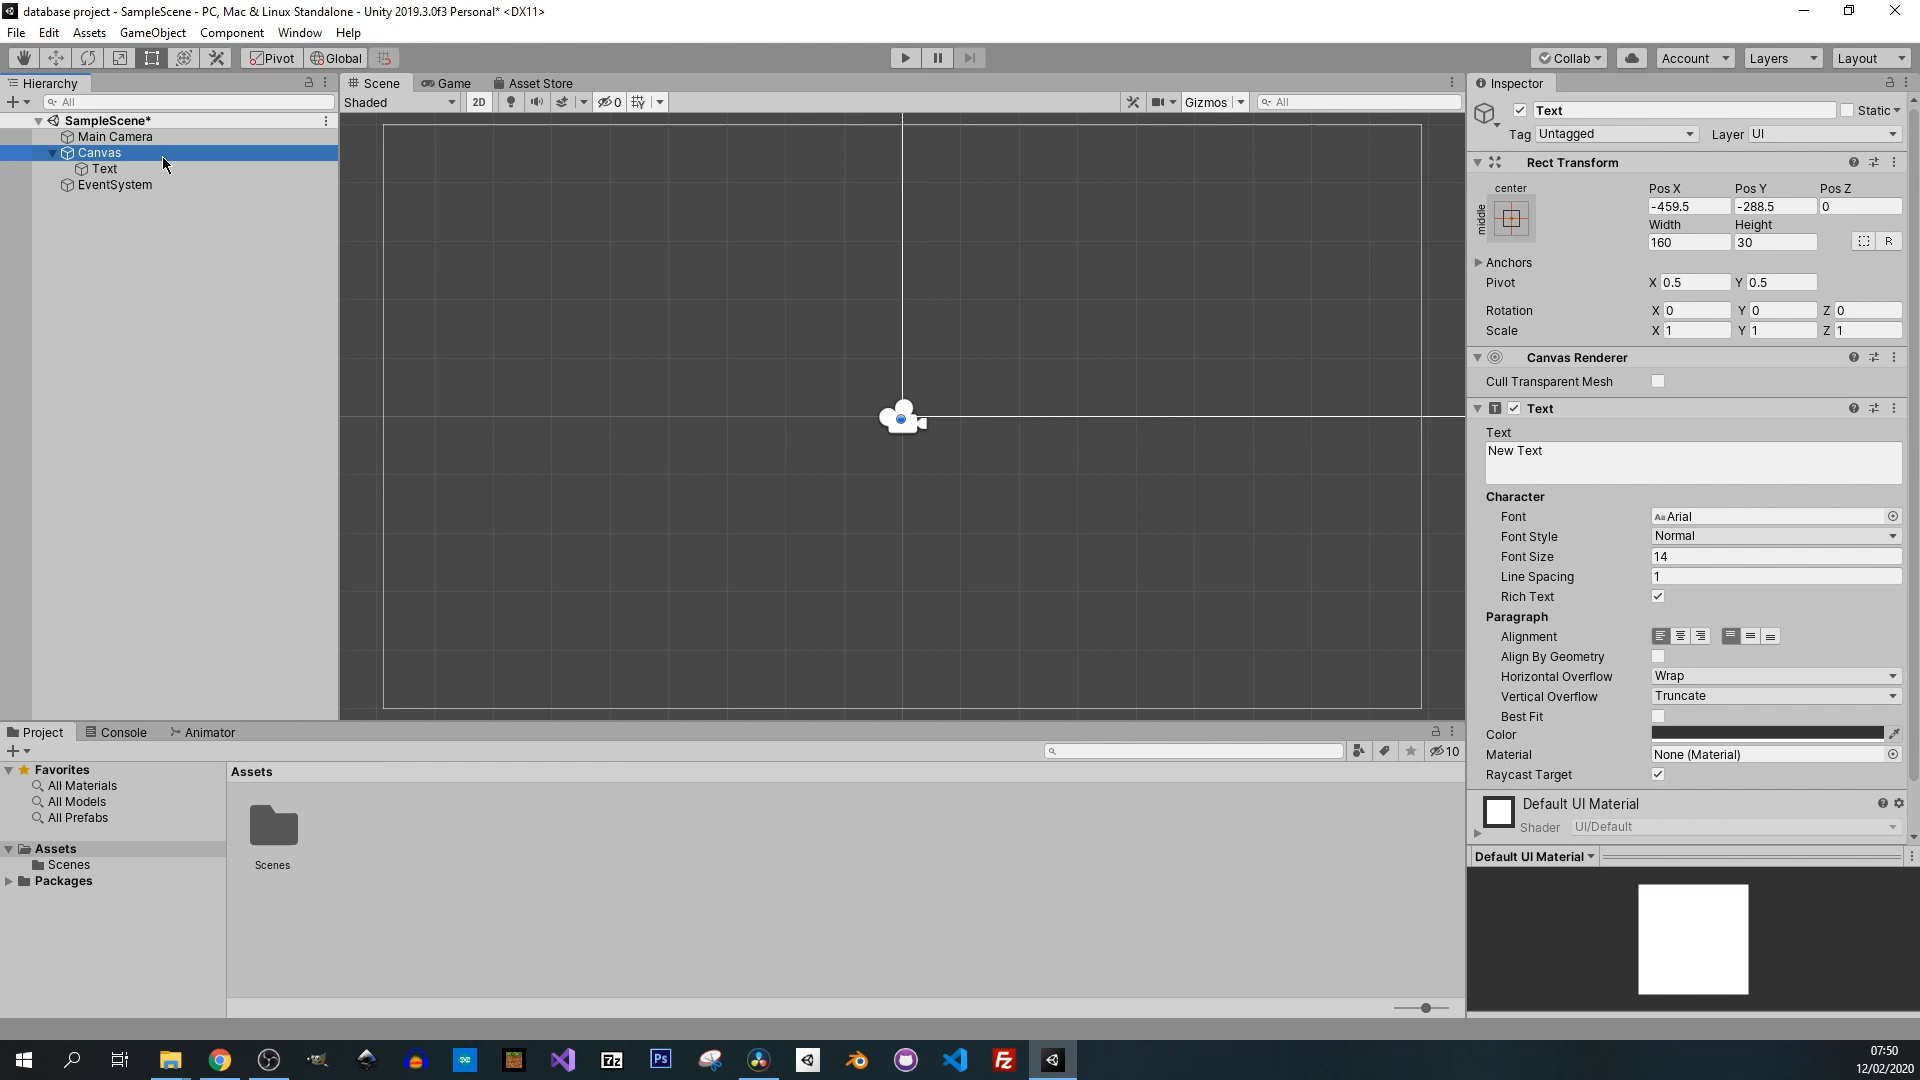 database project - SampleScene - PC, Mac & Linux Standalone - Unity 2019.3.0f3 Personal* <DX11>
File Edit Assets GameObject Component Window Help
Pivot Global Collab Account Layers Layout
Hierarchy
All
SampleScene*
Main Camera
Canvas
Text
EventSystem
Scene Game Asset Store
Shaded 2D 0 Gizmos All
Inspector
Text Static
Tag Untagged Layer UI
Rect Transform
center
middle
Pos X Pos Y Pos Z
-459.5 -288.5 0
Width Height
160 30 R
Anchors
Pivot X 0.5 Y 0.5
Rotation X 0 Y 0 Z 0
Scale X 1 Y 1 Z 1
Canvas Renderer
Cull Transparent Mesh
Text
Text
New Text
Character
Font Aa Arial
Font Style Normal
Font Size 14
Line Spacing 1
Rich Text
Paragraph
Alignment
Align By Geometry
Horizontal Overflow Wrap
Vertical Overflow Truncate
Best Fit
Color
Material None (Material)
Raycast Target
Default UI Material
Shader UI/Default
Default UI Material
Project Console Animator
10
Favorites
All Materials
All Models
All Prefabs
Assets
Scenes
Packages
Assets
Scenes
7z Ps Fz
07:50
12/02/2020